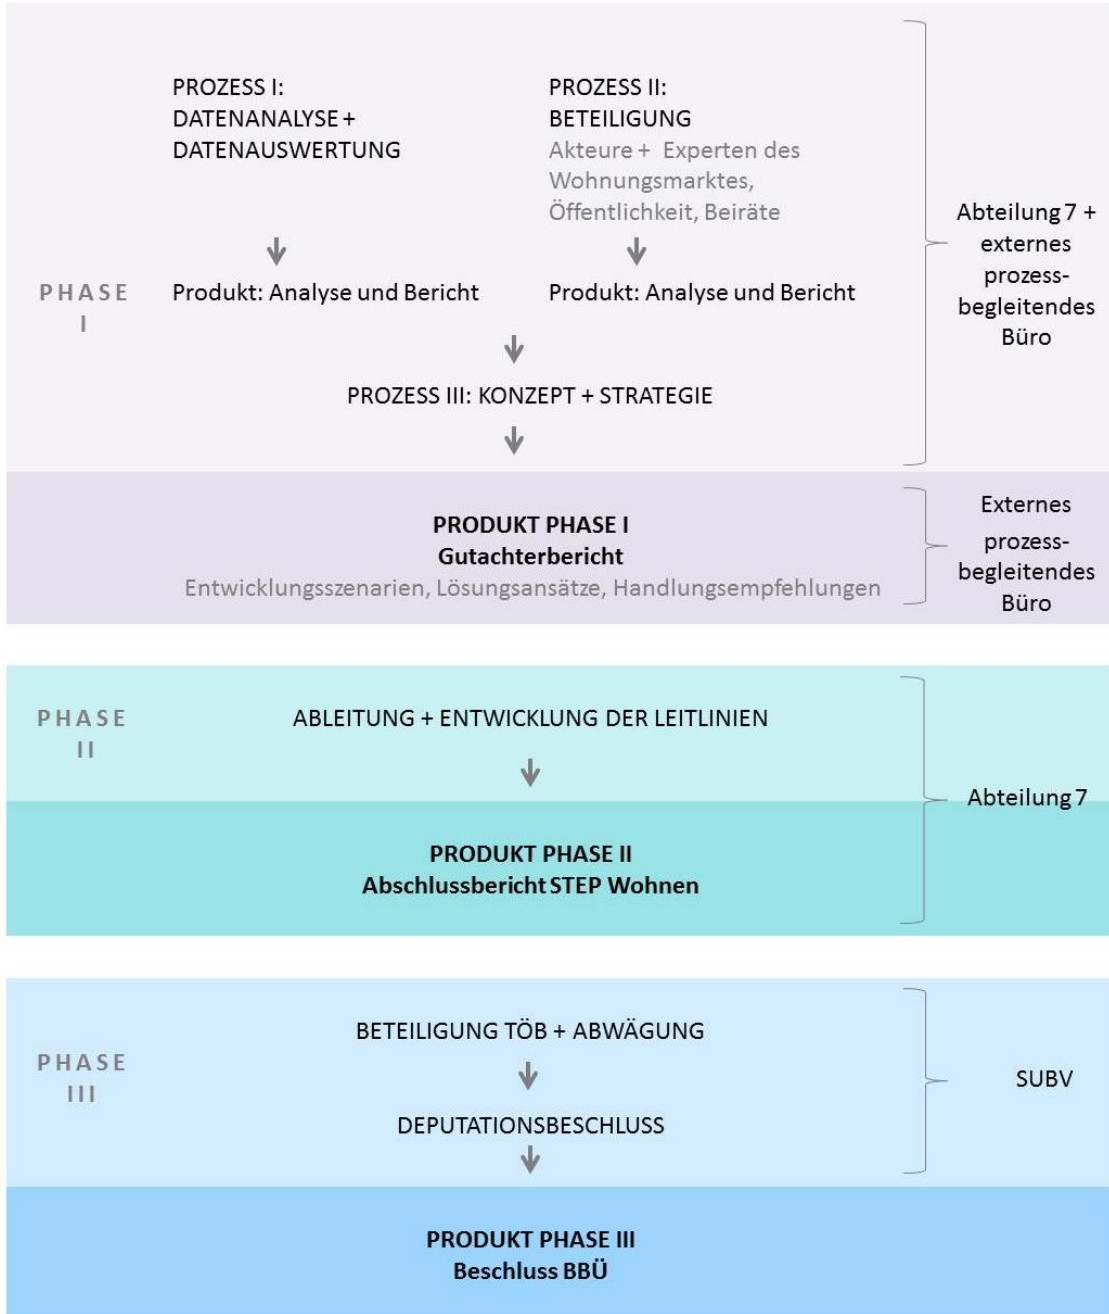 PROZESS I:
DATENANALYSE +
DATENAUSWERTUNG
PROZESS II:
BETEILIGUNG
Akteure + Experten des
Wohnungsmarktes,
Öffentlichkeit, Beiräte
PHASE
I
Produkt: Analyse und Bericht
Produkt: Analyse und Bericht
PROZESS III: KONZEPT + STRATEGIE
Abteilung 7 +
externes
prozess-
begleitendes
Büro
PRODUKT PHASE I
Gutachterbericht
Entwicklungsszenarien, Lösungsansätze, Handlungsempfehlungen
Externes
prozess-
begleitendes
Büro
PHASE
II
ABLEITUNG + ENTWICKLUNG DER LEITLINIEN
PRODUKT PHASE II
Abschlussbericht STEP Wohnen
Abteilung 7
PHASE
III
BETEILIGUNG TÖB + ABWÄGUNG
DEPUTATIONSBESCHLUSS
SUBV
PRODUKT PHASE III
Beschluss BBÜ